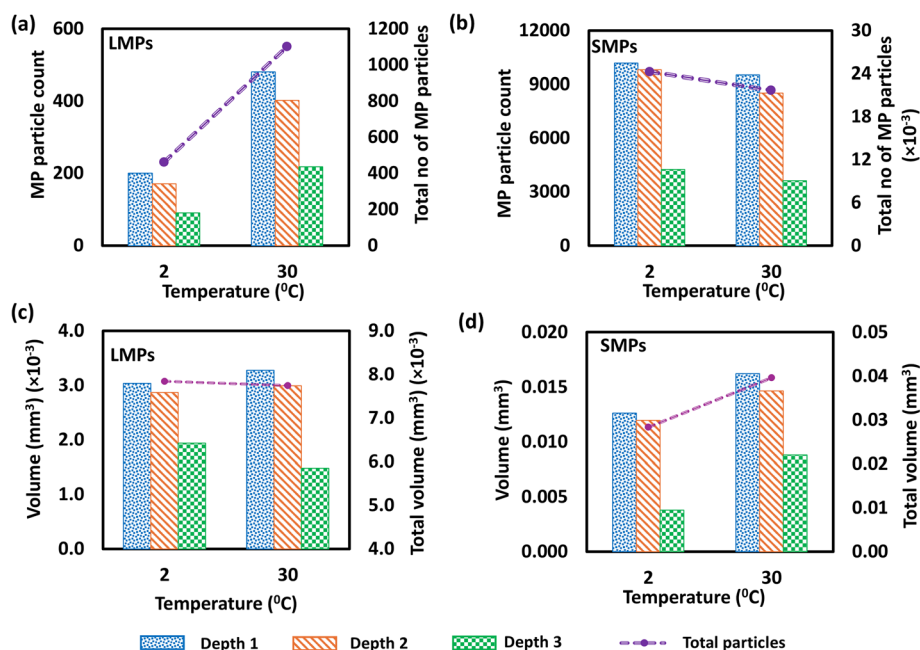 (a)
LMPs
MP particle count
600
400
200
0
1200
1000
800
600
400
200
0
Total no of MP particles
2
30
Temperature (⁰C)
(b)
SMPs
MP particle count
12000
9000
6000
3000
0
30
24
18
12
6
0
Total no of MP particles
(×10⁻³)
2
30
Temperature (⁰C)
(c)
LMPs
Volume (mm³) (×10⁻³)
4.0
3.0
2.0
1.0
0.0
9.0
8.0
7.0
6.0
5.0
4.0
Total volume (mm³) (×10⁻³)
2
30
Temperature (⁰C)
(d)
SMPs
Volume (mm³)
0.020
0.015
0.010
0.005
0.000
0.05
0.04
0.03
0.02
0.01
0.00
Total volume (mm³)
2
30
Temperature (⁰C)
Depth 1
Depth 2
Depth 3
Total particles